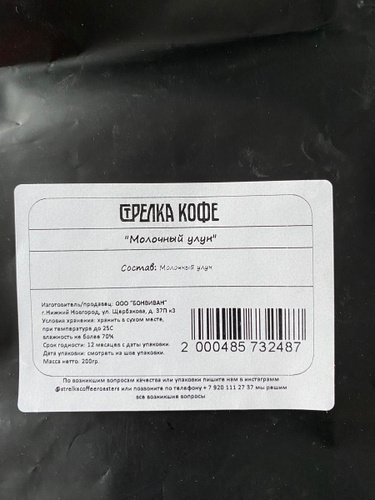 СТРЕЛКА КОФЕ
"Молочный улун"
Состав: Молочный улун
Изготовитель/продавец: ООО "БОНВИВАН"
г.Нижний Новгород, ул. Щербакова, д. 37П к3
Условия хранения: хранить в сухом месте,
при температуре до 25С
влажность не более 70%
Срок годности: 12 месяцев с даты упаковки.
Дата упаковки: смотреть на шве упаковки.
Масса нетто: 200гр.
2 000485 732487
По возникшим вопросам качества или упаковки пишите нам в инстаграмм
@strelkacoffeeroasters или позвоните по телефону + 7 920 111 27 37 мы решим
все возникшие вопросы